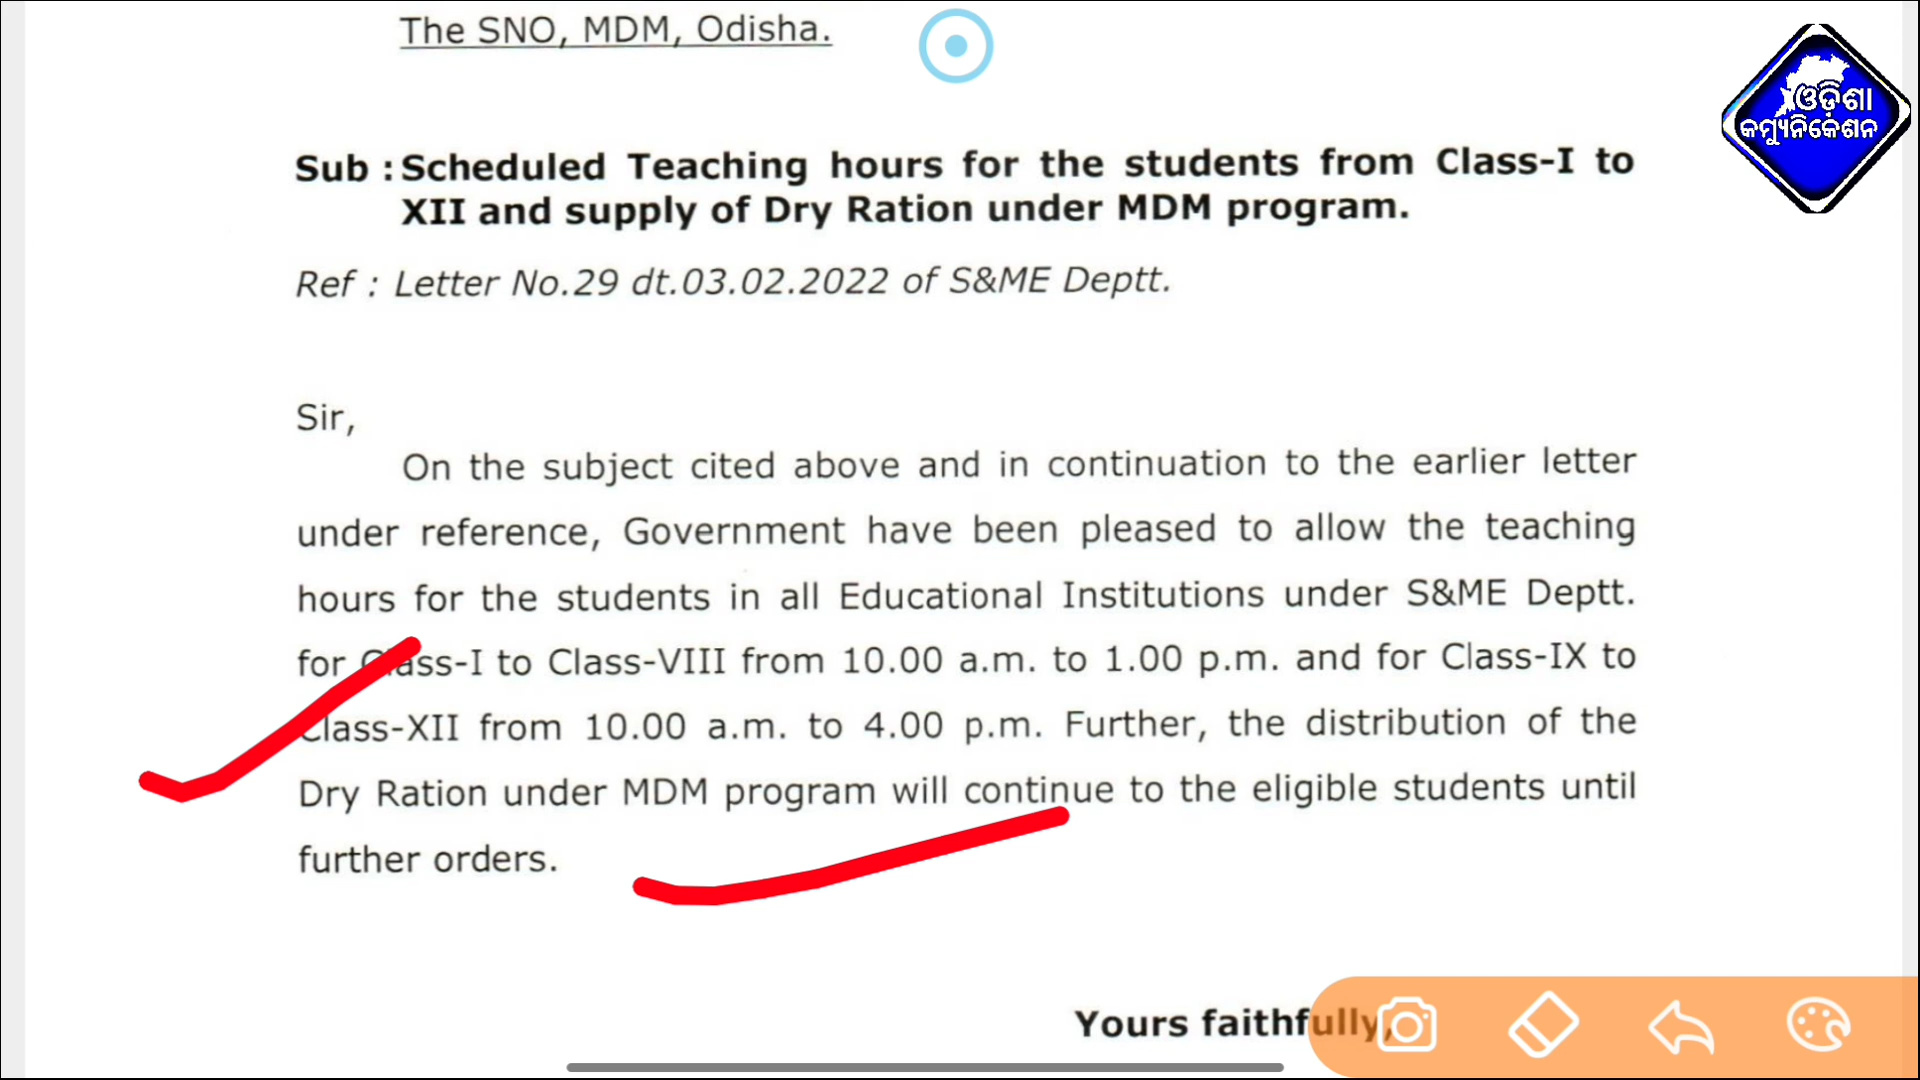 The SNO, MDM, Odisha.
ଓଡ଼ିଶା
କମ୍ୟୁନିକେଶନ
Sub : Scheduled Teaching hours for the students from Class-I to
XII and supply of Dry Ration under MDM program.
Ref : Letter No.29 dt.03.02.2022 of S&ME Deptt.
Sir,
On the subject cited above and in continuation to the earlier letter
under reference, Government have been pleased to allow the teaching
hours for the students in all Educational Institutions under S&ME Deptt.
for Class-I to Class-VIII from 10.00 a.m. to 1.00 p.m. and for Class-IX to
Class-XII from 10.00 a.m. to 4.00 p.m. Further, the distribution of the
Dry Ration under MDM program will continue to the eligible students until
further orders.
Yours faithfully,